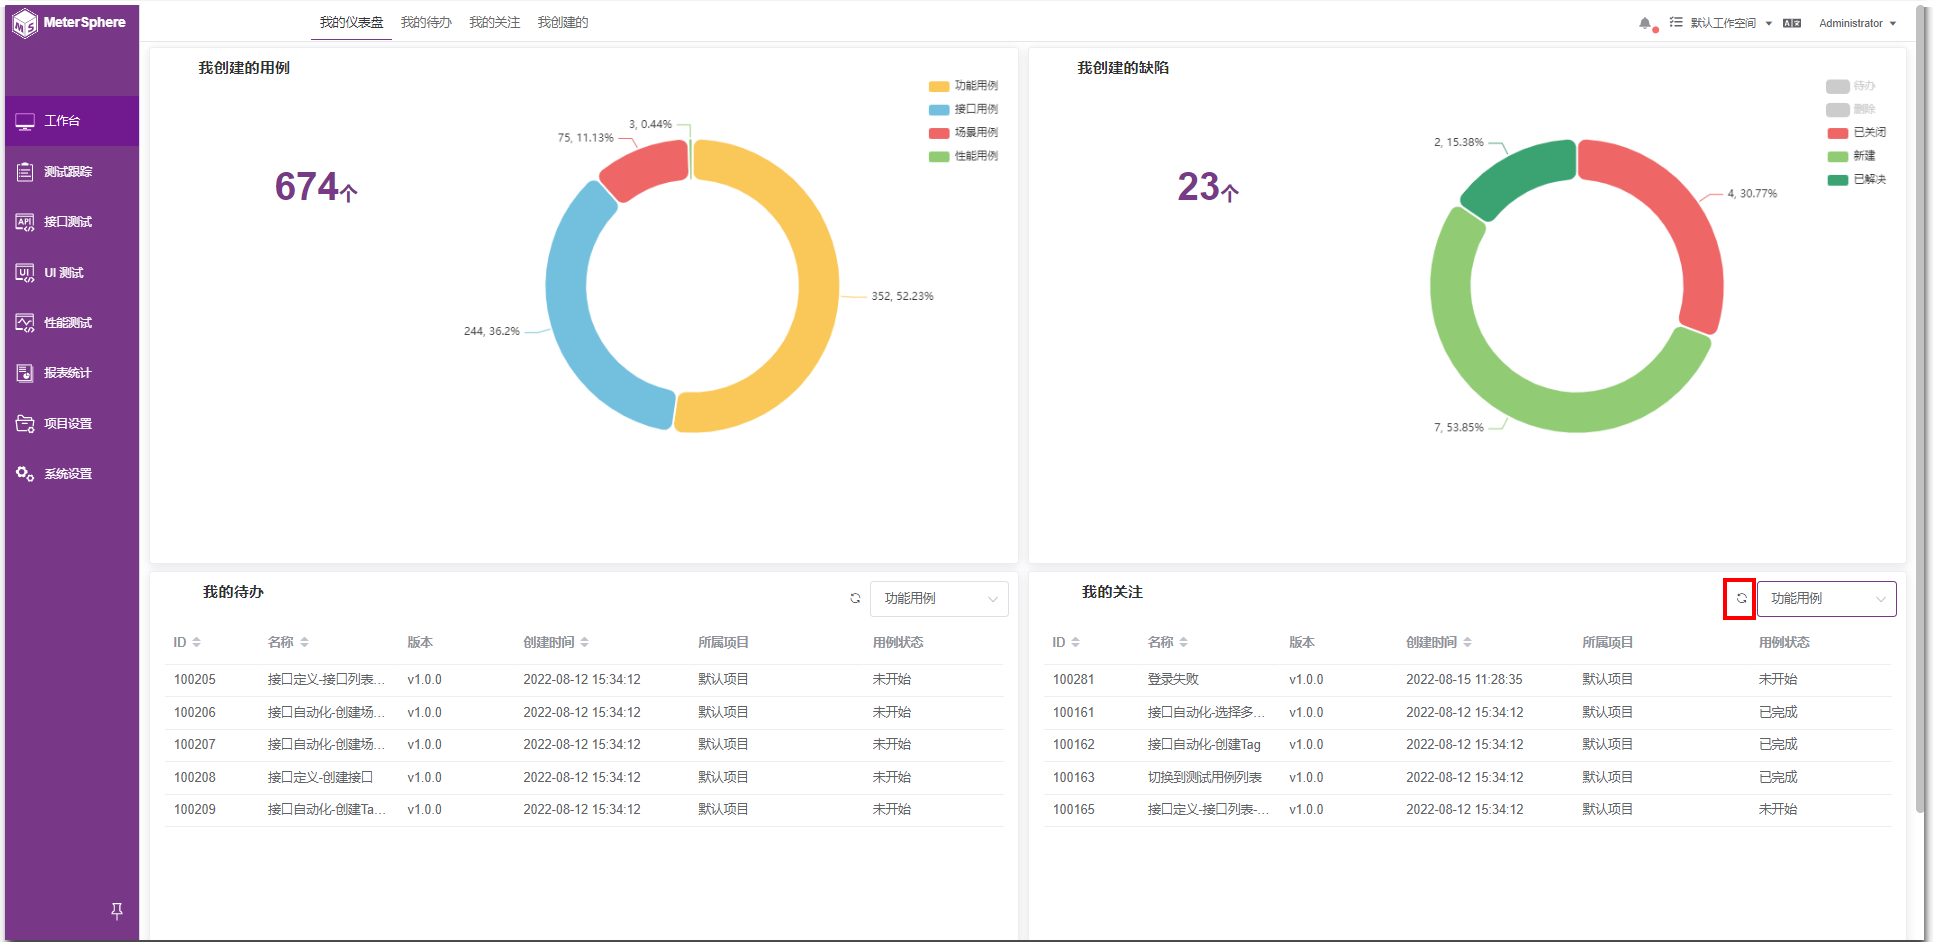 MeterSphere
我的仪表盘 我的待办 我的关注 我创建的
默认工作空间 Administrator
工作台
测试跟踪
接口测试
UI 测试
性能测试
报表统计
项目设置
系统设置
我创建的用例
674个
功能用例
接口用例
场景用例
性能用例
3, 0.44%
75, 11.13%
352, 52.23%
244, 36.2%
我创建的缺陷
23个
待办
删除
已关闭
新建
已解决
2, 15.38%
4, 30.77%
7, 53.85%
我的待办 功能用例
ID 名称 版本 创建时间 所属项目 用例状态
100205 接口定义-接口列表... v1.0.0 2022-08-12 15:34:12 默认项目 未开始
100206 接口自动化-创建场... v1.0.0 2022-08-12 15:34:12 默认项目 未开始
100207 接口自动化-创建场... v1.0.0 2022-08-12 15:34:12 默认项目 未开始
100208 接口定义-创建接口 v1.0.0 2022-08-12 15:34:12 默认项目 未开始
100209 接口自动化-创建Ta... v1.0.0 2022-08-12 15:34:12 默认项目 未开始
我的关注 功能用例
ID 名称 版本 创建时间 所属项目 用例状态
100281 登录失败 v1.0.0 2022-08-15 11:28:35 默认项目 未开始
100161 接口自动化-选择多... v1.0.0 2022-08-12 15:34:12 默认项目 已完成
100162 接口自动化-创建Tag v1.0.0 2022-08-12 15:34:12 默认项目 已完成
100163 切换到测试用例列表 v1.0.0 2022-08-12 15:34:12 默认项目 已完成
100165 接口定义-接口列表-... v1.0.0 2022-08-12 15:34:12 默认项目 未开始